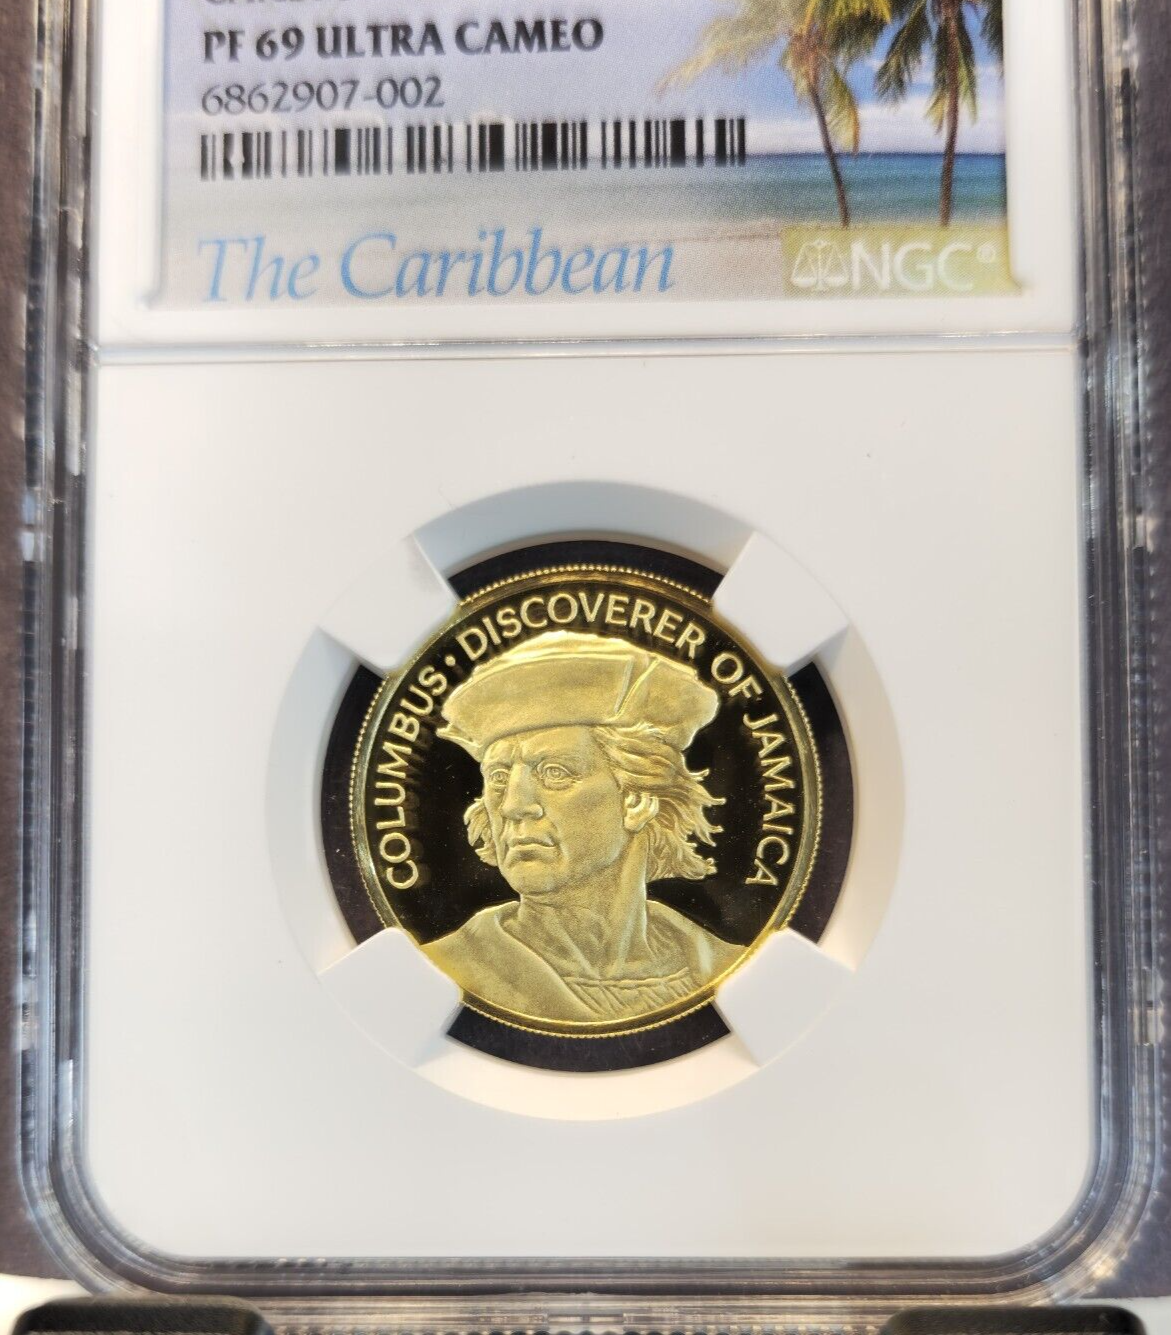 PF 69 ULTRA CAMEO
6862907-002
The Caribbean
NGC®
COLUMBUS · DISCOVERER OF JAMAICA